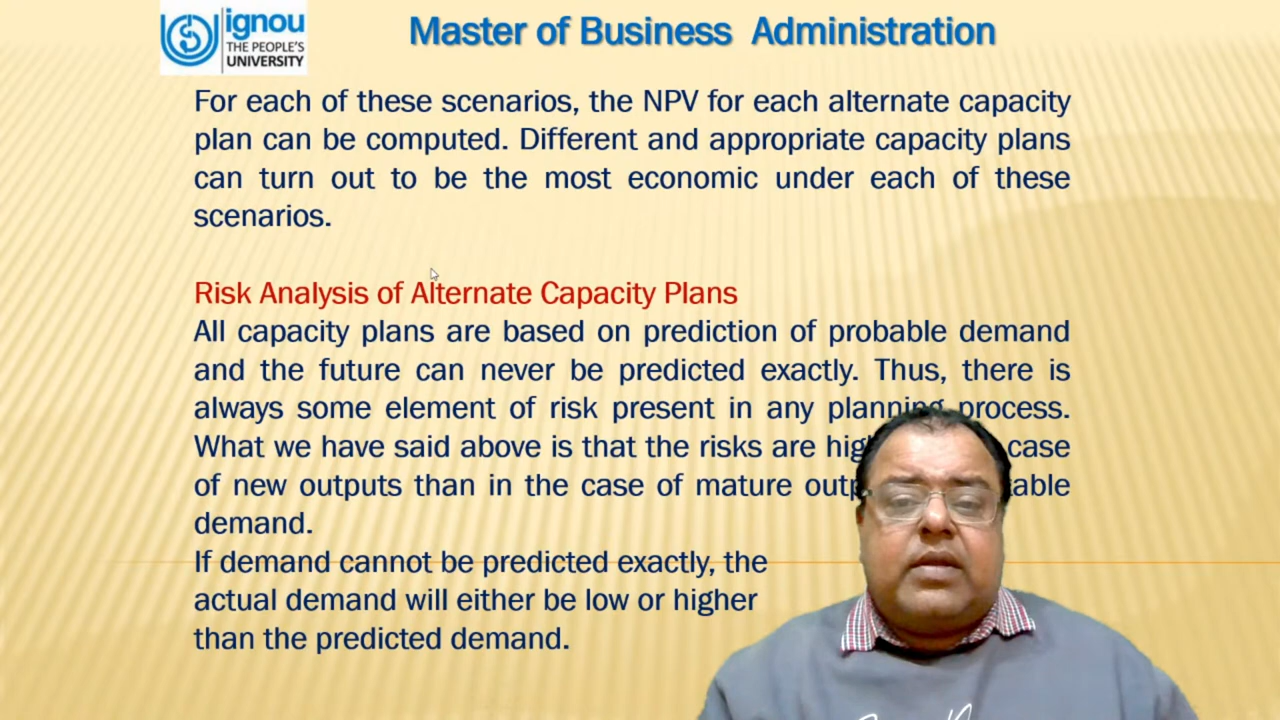 ignou
THE PEOPLE'S
UNIVERSITY
Master of Business Administration
For each of these scenarios, the NPV for each alternate capacity
plan can be computed. Different and appropriate capacity plans
can turn out to be the most economic under each of these
scenarios.
Risk Analysis of Alternate Capacity Plans
All capacity plans are based on prediction of probable demand
and the future can never be predicted exactly. Thus, there is
always some element of risk present in any planning process.
What we have said above is that the risks are case
of new outputs than in the case of mature
demand.
If demand cannot be predicted exactly, the
actual demand will either be low or higher
than the predicted demand.